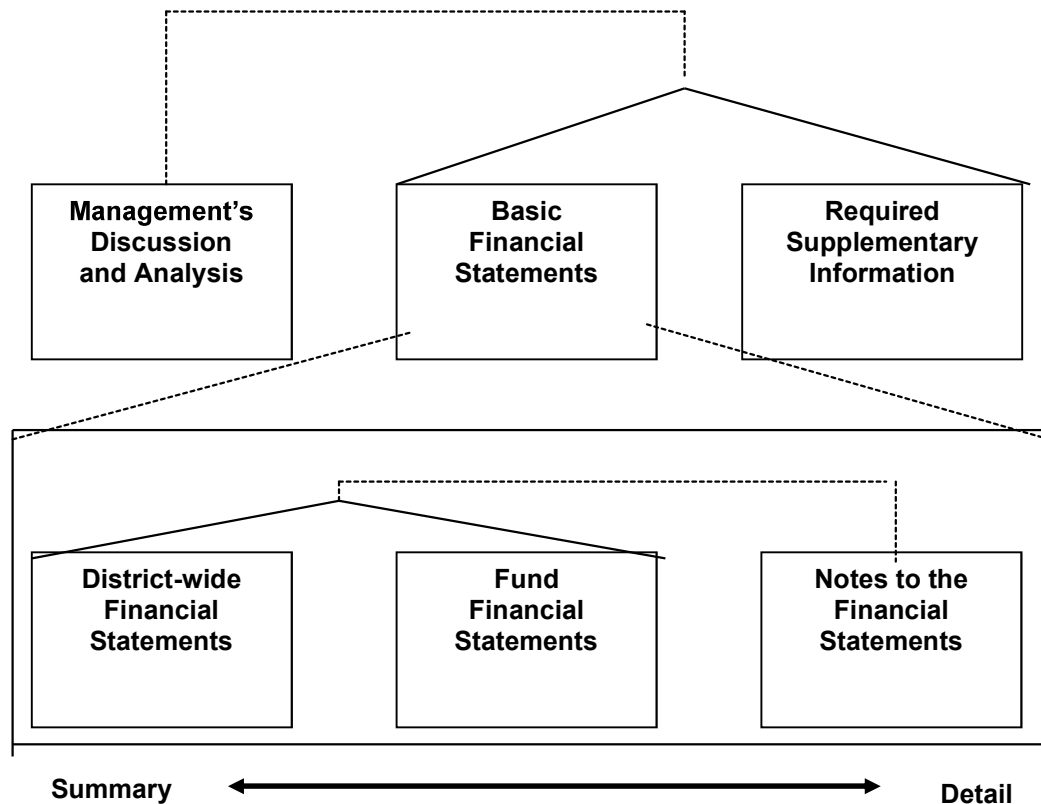 Management’s
Discussion
and Analysis
Basic
Financial
Statements
Required
Supplementary
Information
District-wide
Financial
Statements
Fund
Financial
Statements
Notes to the
Financial
Statements
Summary
Detail